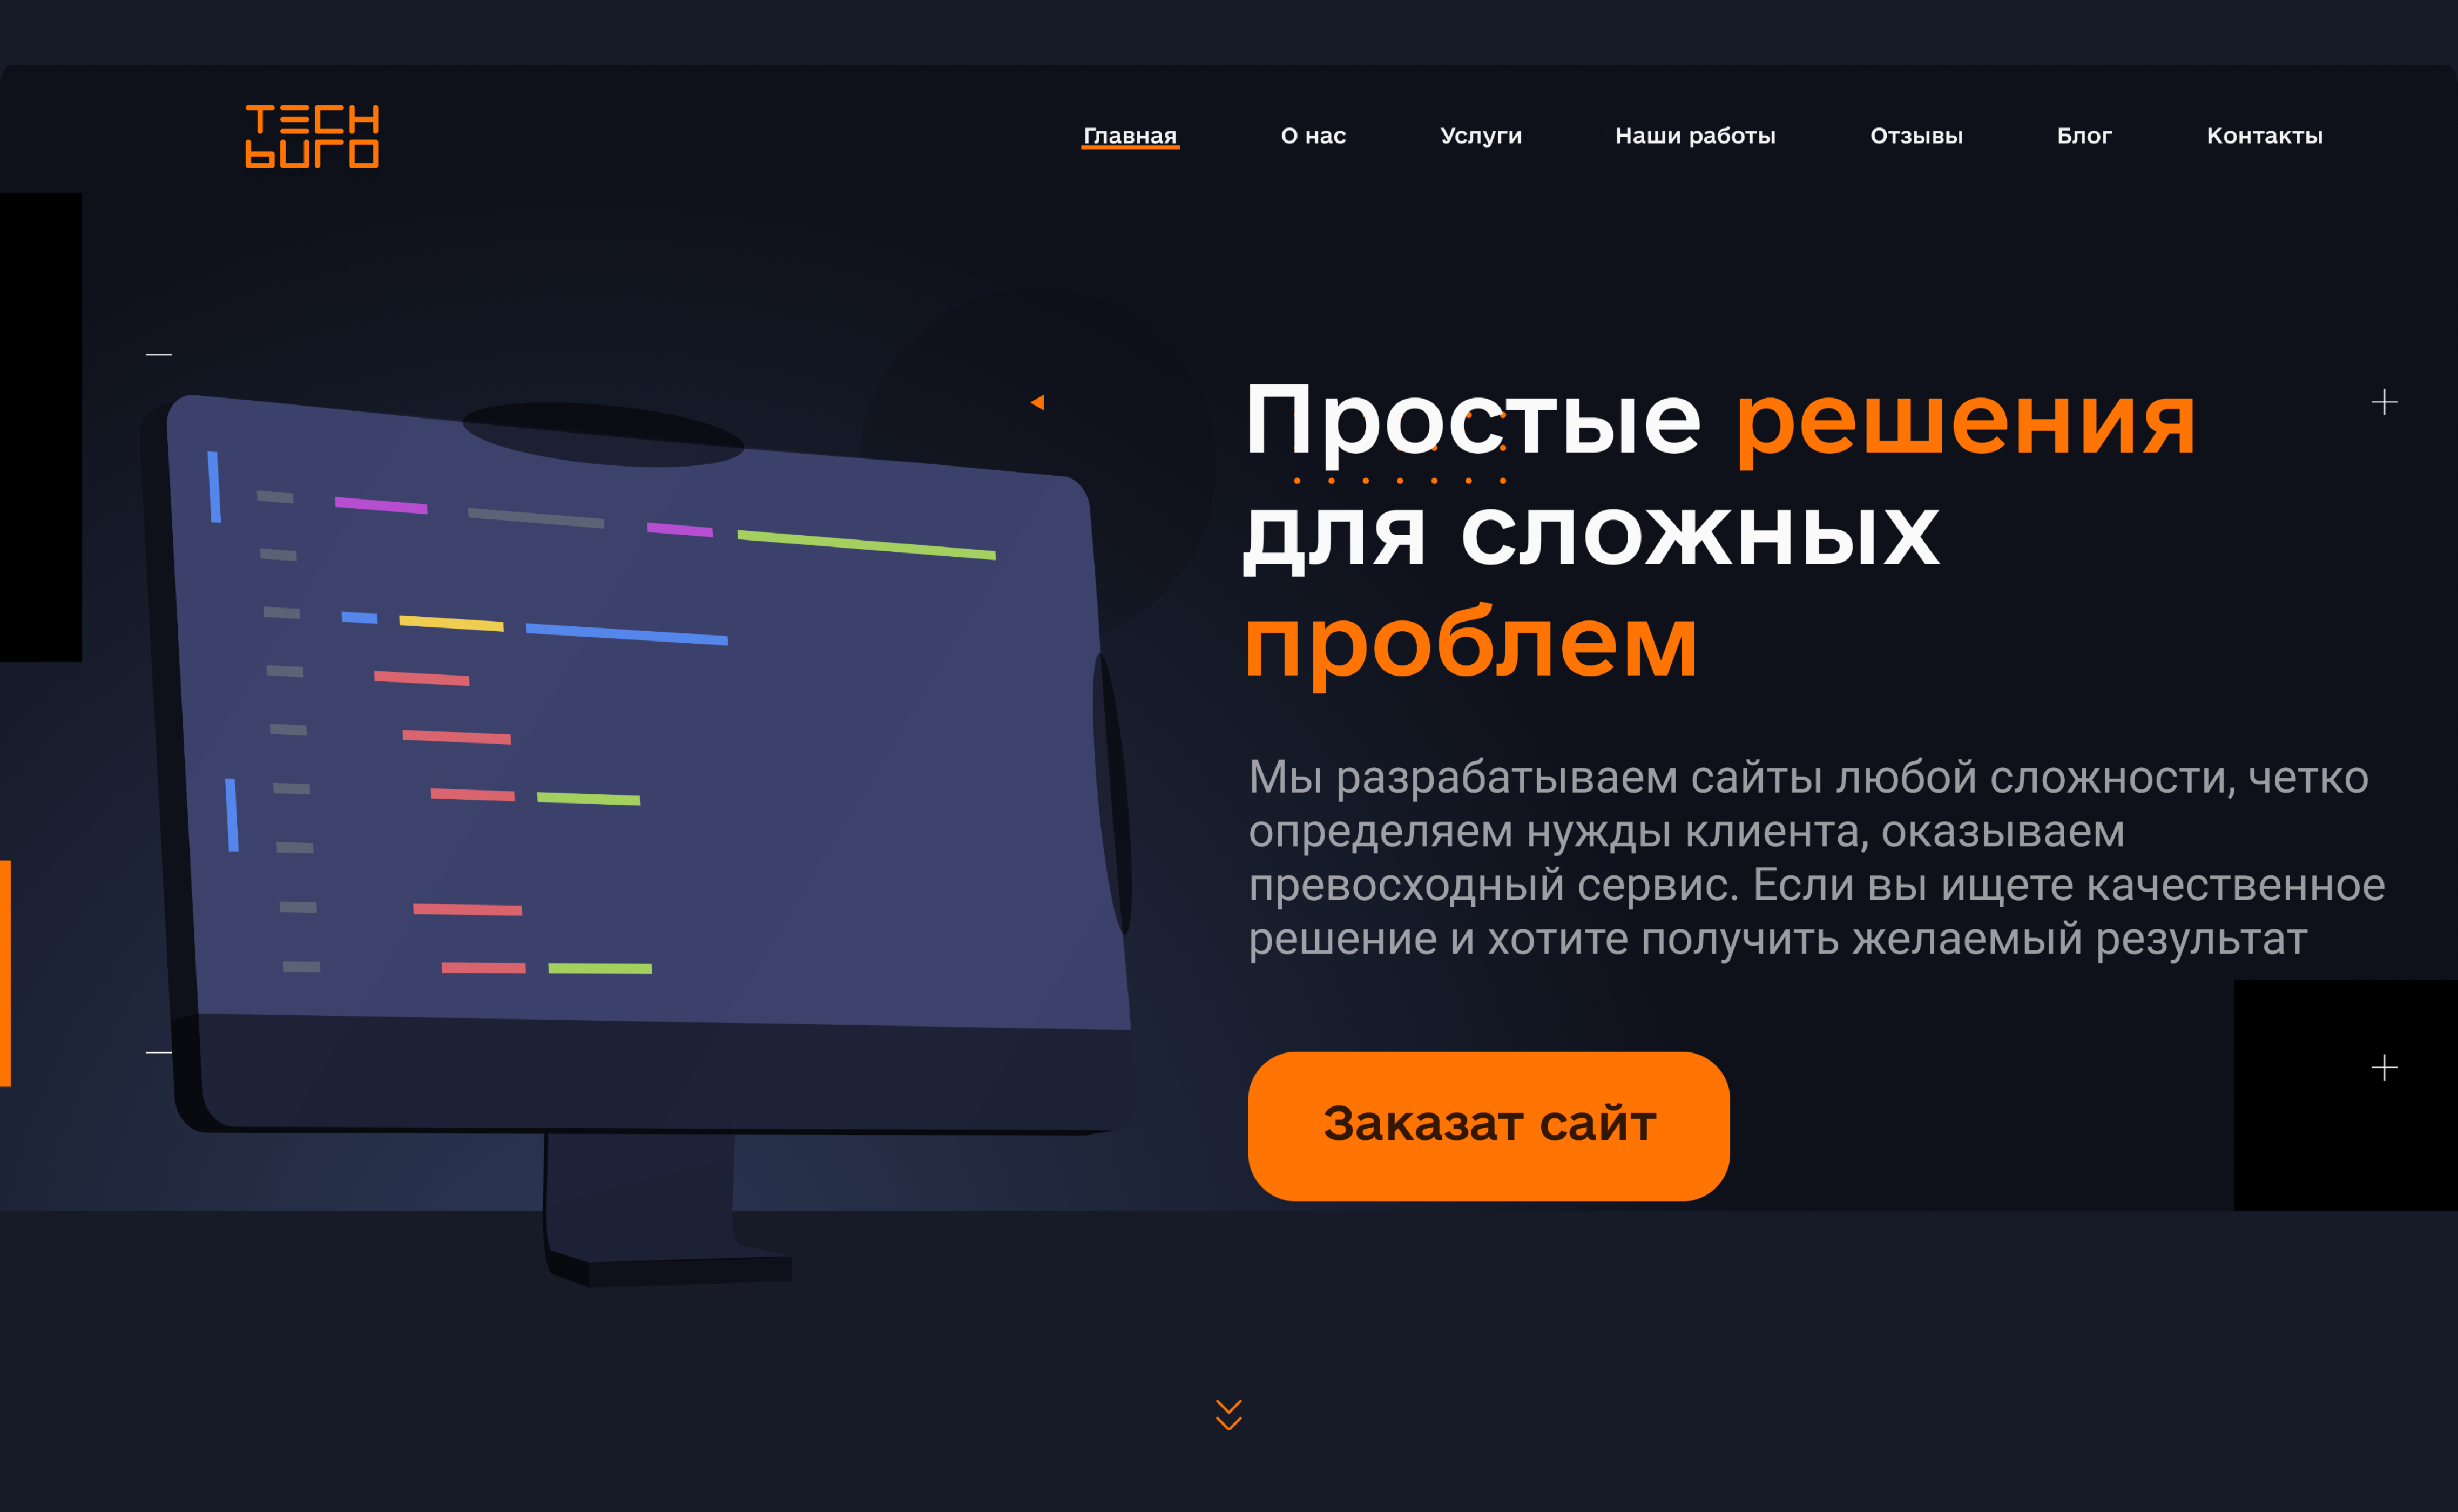 TECH
BURO
Главная О нас Услуги Наши работы Отзывы Блог Контакты
Простые решения
для сложных
проблем
Мы разрабатываем сайты любой сложности, четко
определяем нужды клиента, оказываем
превосходный сервис. Если вы ищете качественное
решение и хотите получить желаемый результат
Заказат сайт